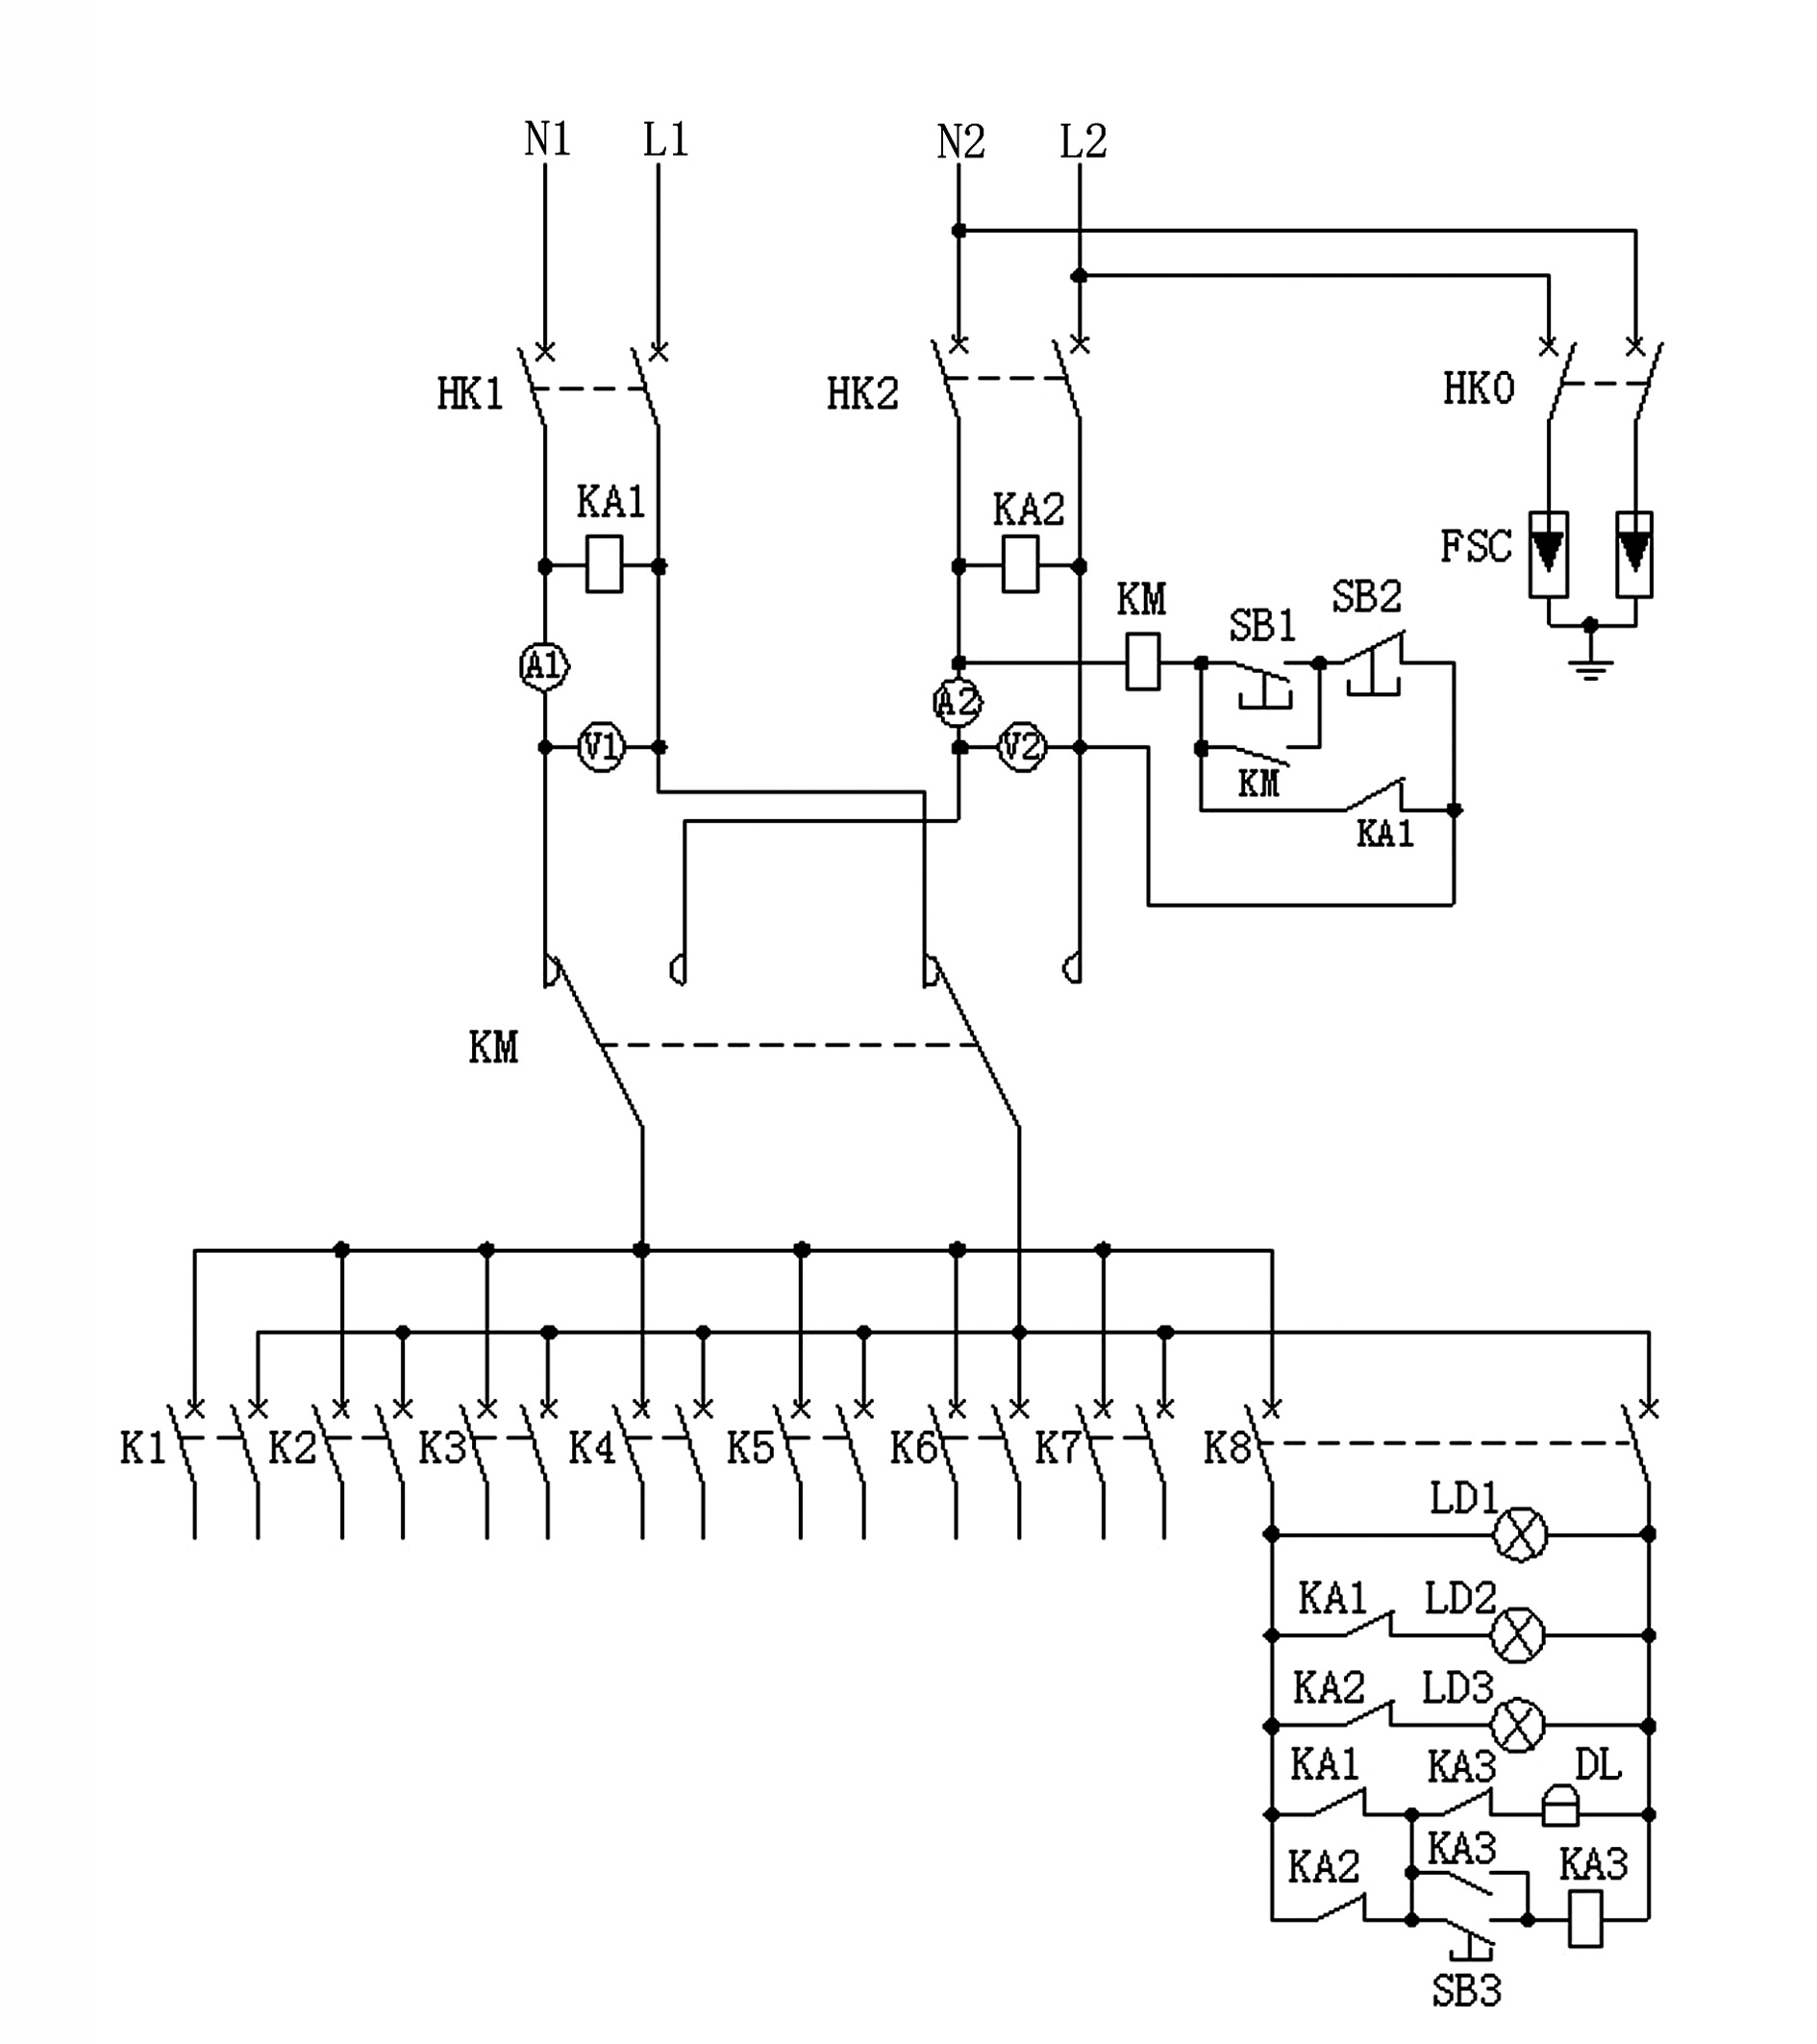 N1 L1 N2 L2
HK1 HK2 HK0
KA1 KA2 FSC
KM SB1 SB2
A1 A2
V1 V2
KM
KA1
KM
K1 K2 K3 K4 K5 K6 K7 K8
LD1
KA1 LD2
KA2 LD3
KA1 KA3 DL
KA2 KA3 KA3
SB3